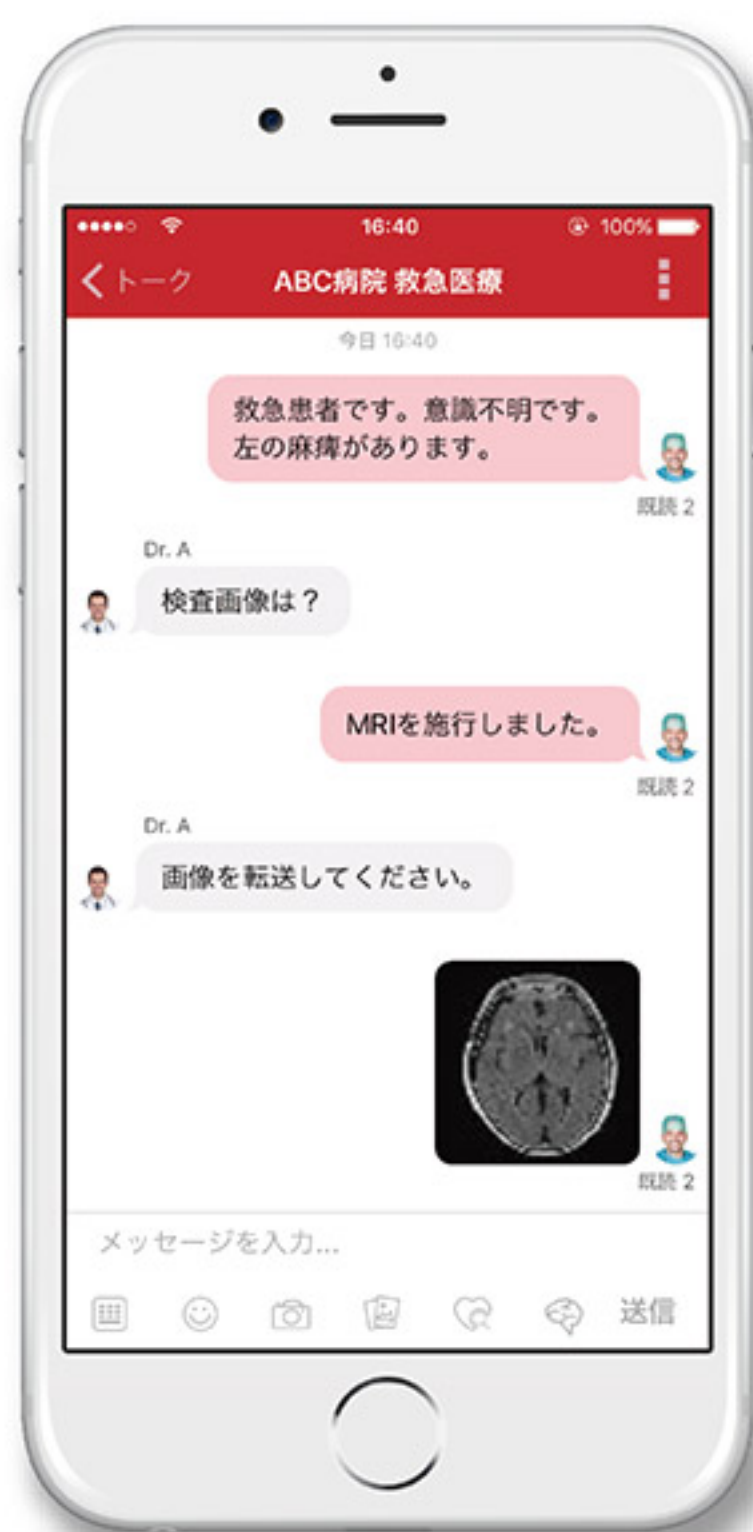 16:40
100%
トーク
ABC病院 救急医療
今日 16:40
救急患者です。意識不明です。
左の麻痺があります。
既読 2
Dr. A
検査画像は？
MRIを施行しました。
既読 2
Dr. A
画像を転送してください。
既読 2
メッセージを入力...
送信